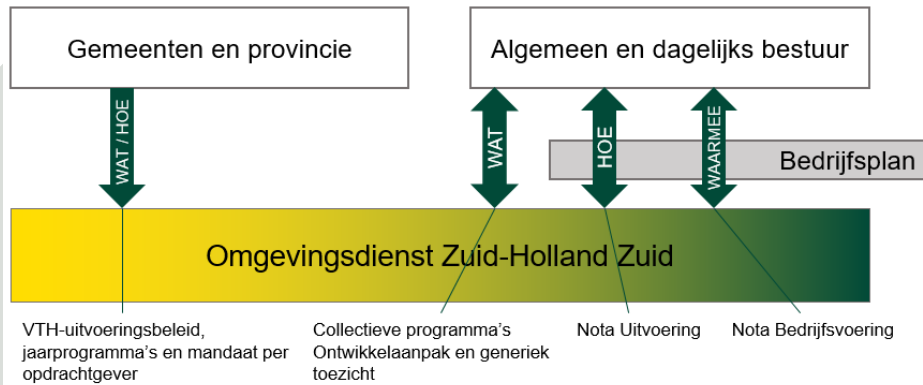 Gemeenten en provincie
Algemeen en dagelijks bestuur
WAT / HOE
WAT
HOE
WAARMEE
Bedrijfsplan
Omgevingsdienst Zuid-Holland Zuid
VTH-uitvoeringsbeleid,
jaarprogramma's en mandaat per
opdrachtgever
Collectieve programma's
Ontwikkelaanpak en generiek
toezicht
Nota Uitvoering
Nota Bedrijfsvoering